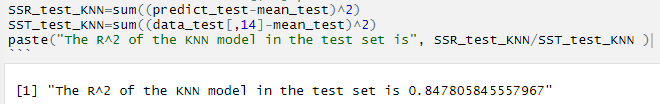 SSR_test_KNN=sum((predict_test-mean_test)^2)
SST_test_KNN=sum((data_test[,14]-mean_test)^2)
paste("The R^2 of the KNN model in the test set is", SSR_test_KNN/SST_test_KNN )
```
[1] "The R^2 of the KNN model in the test set is 0.847805845557967"